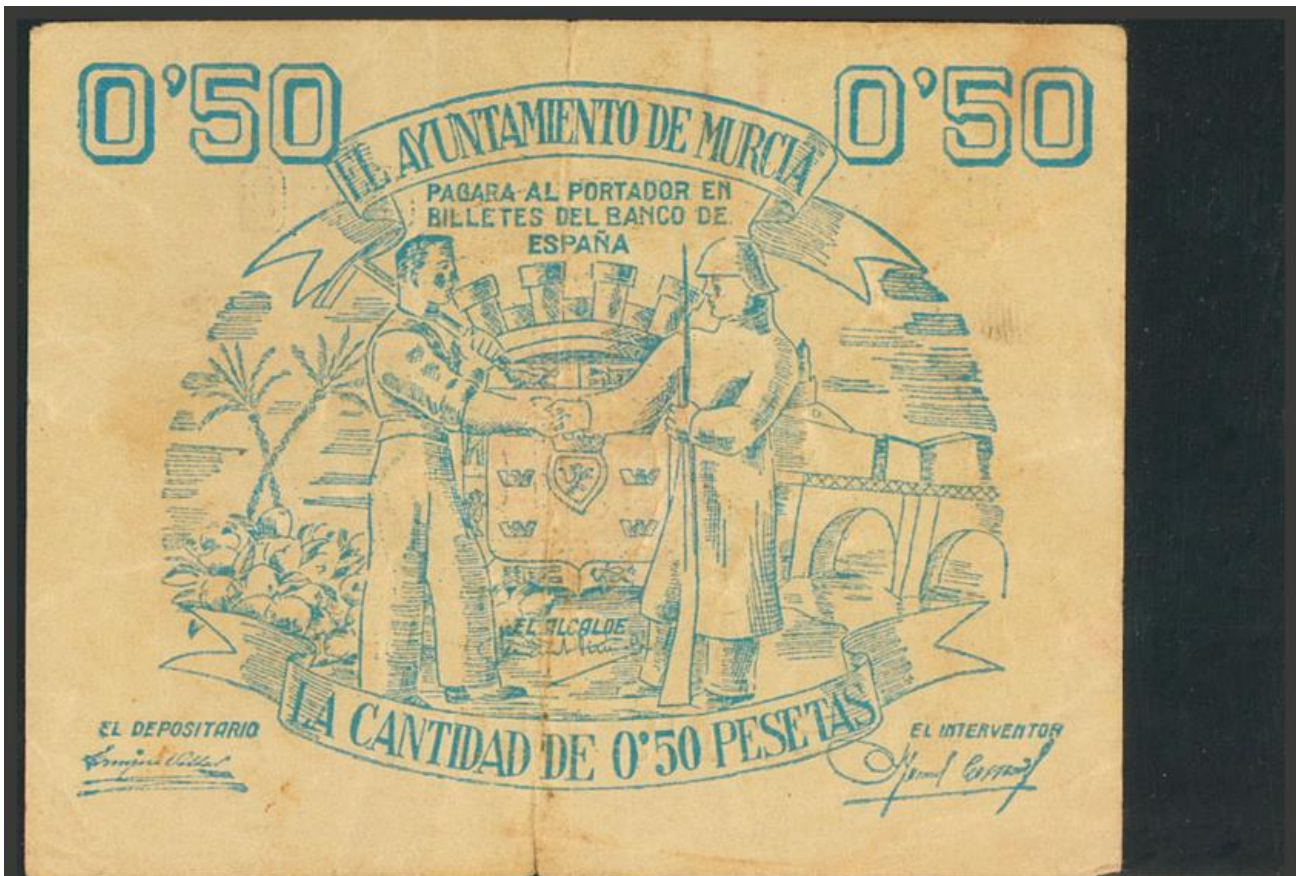 0'50
0'50
EL AYUNTAMIENTO DE MURCIA
PAGARA AL PORTADOR EN
BILLETES DEL BANCO DE
ESPAÑA
EL ALCALDE
LA CANTIDAD DE 0'50 PESETAS
EL DEPOSITARIO
EL INTERVENTOR